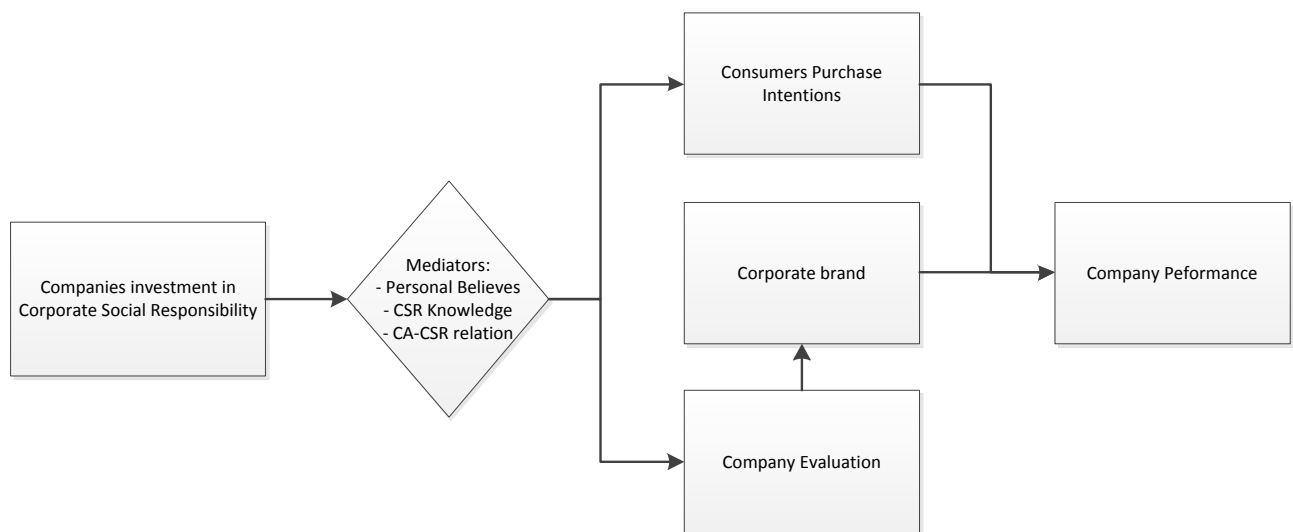 Companies investment in
Corporate Social Responsibility
Mediators:
- Personal Believes
- CSR Knowledge
- CA-CSR relation
Consumers Purchase
Intentions
Corporate brand
Company Evaluation
Company Peformance